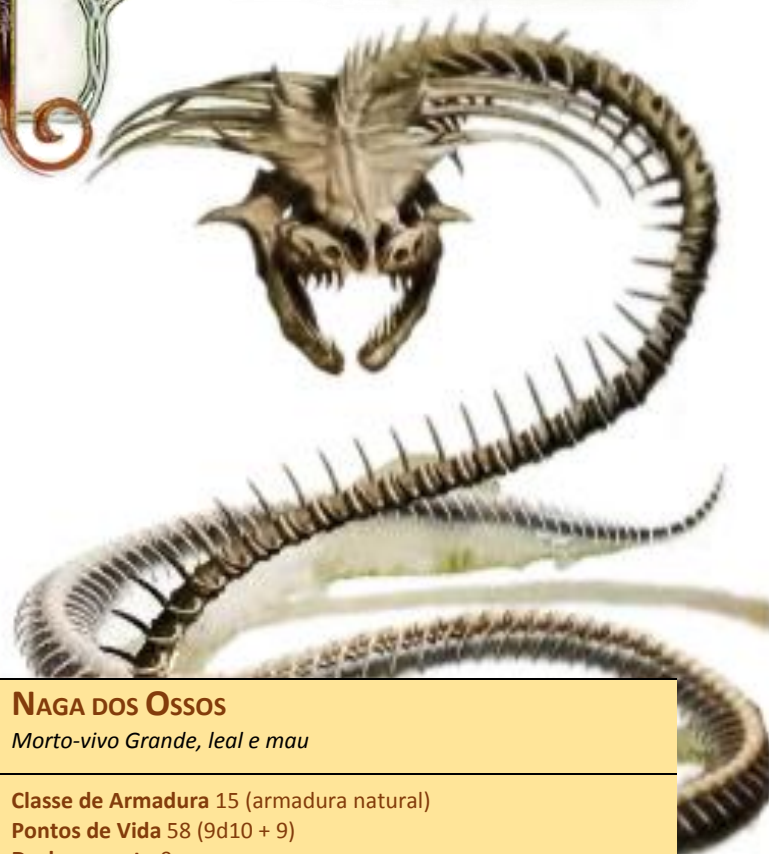 NAGA DOS OSSOS
Morto-vivo Grande, leal e mau
Classe de Armadura 15 (armadura natural)
Pontos de Vida 58 (9d10 + 9)